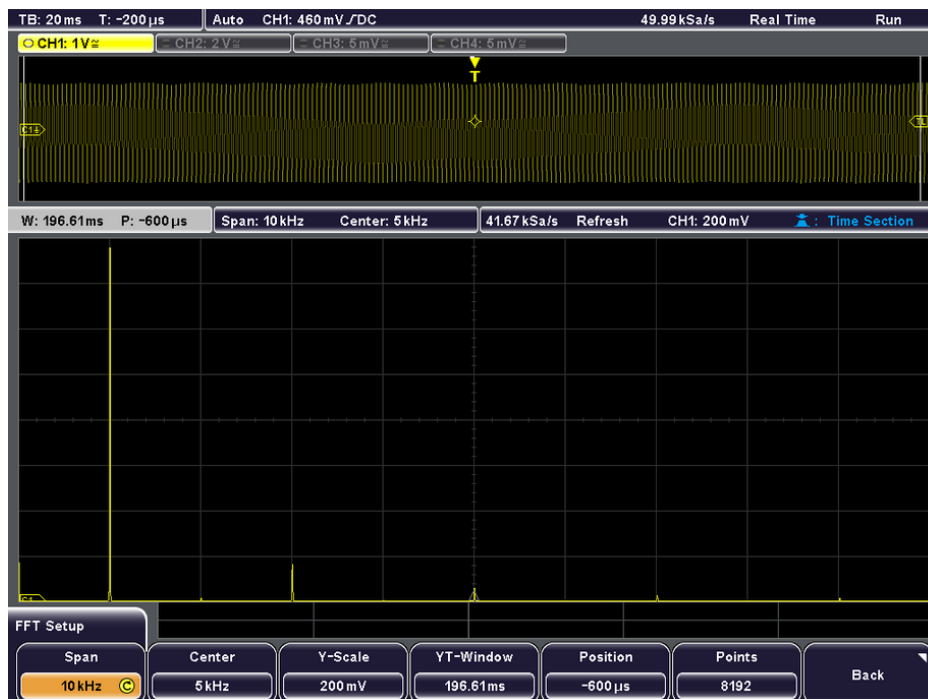 TB: 20 ms T: -200 µs Auto CH1: 460 mV DC 49.99 kSa/s Real Time Run
CH1: 1 V CH2: 2 V CH3: 5 mV CH4: 5 mV
T
C1
TL
W: 196.61 ms P: -600 µs Span: 10 kHz Center: 5 kHz 41.67 kSa/s Refresh CH1: 200 mV : Time Section
C1
FFT Setup
Span Center Y-Scale YT-Window Position Points
Back
10 kHz C 5 kHz 200 mV 196.61 ms -600 µs 8192